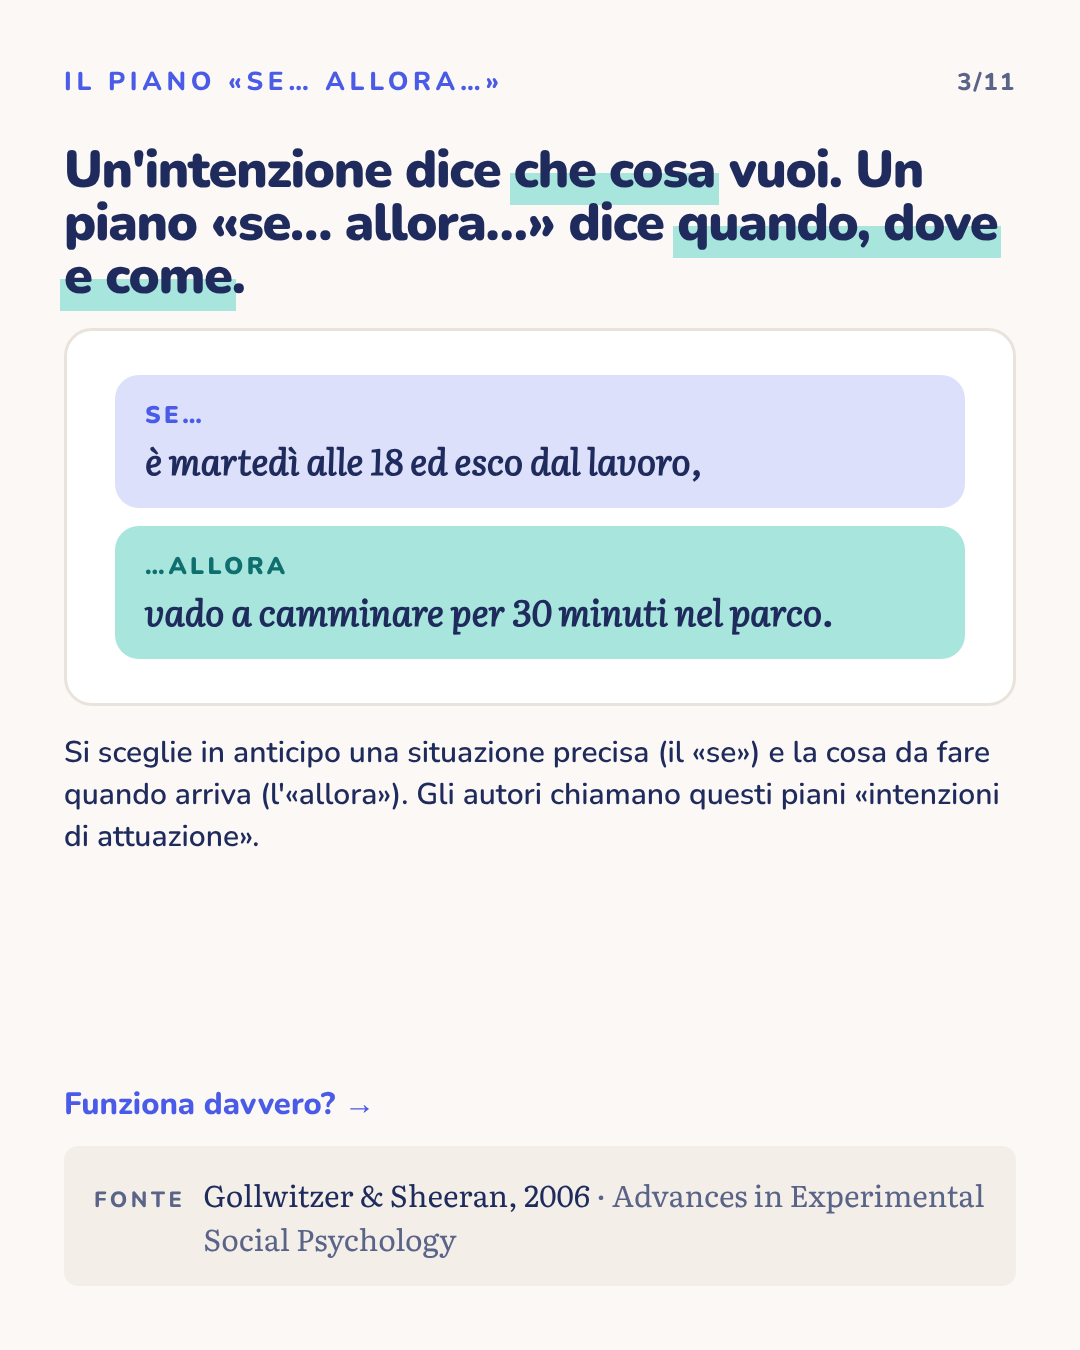 IL PIANO «SE… ALLORA…»
3/11
Un'intenzione dice che cosa vuoi. Un
piano «se… allora…» dice quando, dove
e come.
SE…
è martedì alle 18 ed esco dal lavoro,
…ALLORA
vado a camminare per 30 minuti nel parco.
Si sceglie in anticipo una situazione precisa (il «se») e la cosa da fare
quando arriva (l'«allora»). Gli autori chiamano questi piani «intenzioni
di attuazione».
Funziona davvero? →
FONTE Gollwitzer & Sheeran, 2006 · Advances in Experimental
Social Psychology